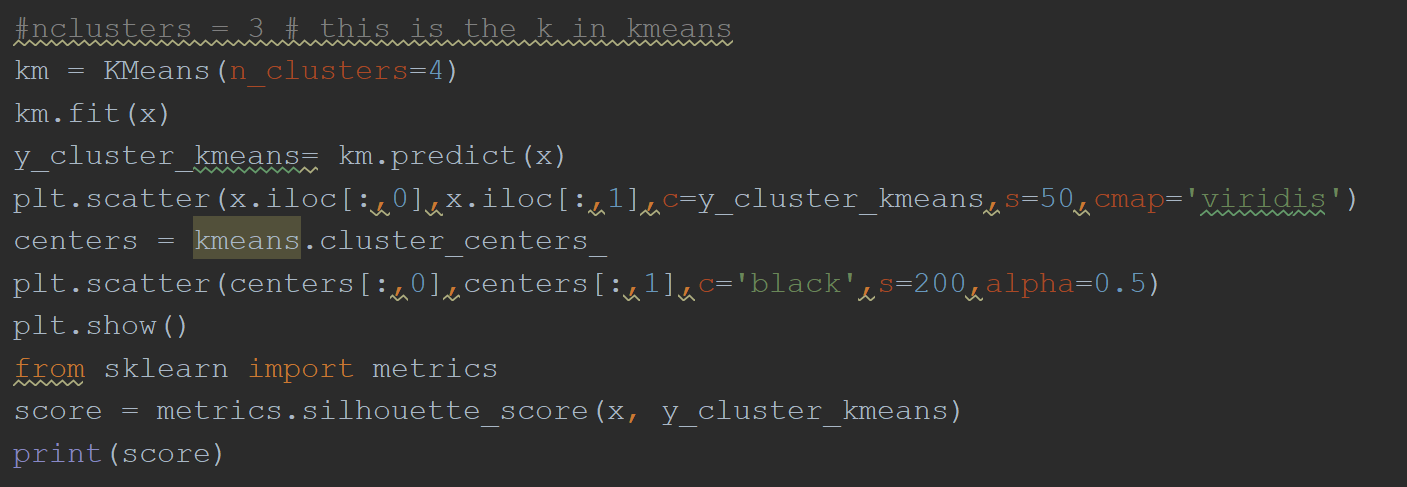 #nclusters = 3 # this is the k in kmeans
km = KMeans(n_clusters=4)
km.fit(x)
y_cluster_kmeans= km.predict(x)
plt.scatter(x.iloc[:,0],x.iloc[:,1],c=y_cluster_kmeans,s=50,cmap='viridis')
centers = kmeans.cluster_centers_
plt.scatter(centers[:,0],centers[:,1],c='black',s=200,alpha=0.5)
plt.show()
from sklearn import metrics
score = metrics.silhouette_score(x, y_cluster_kmeans)
print(score)